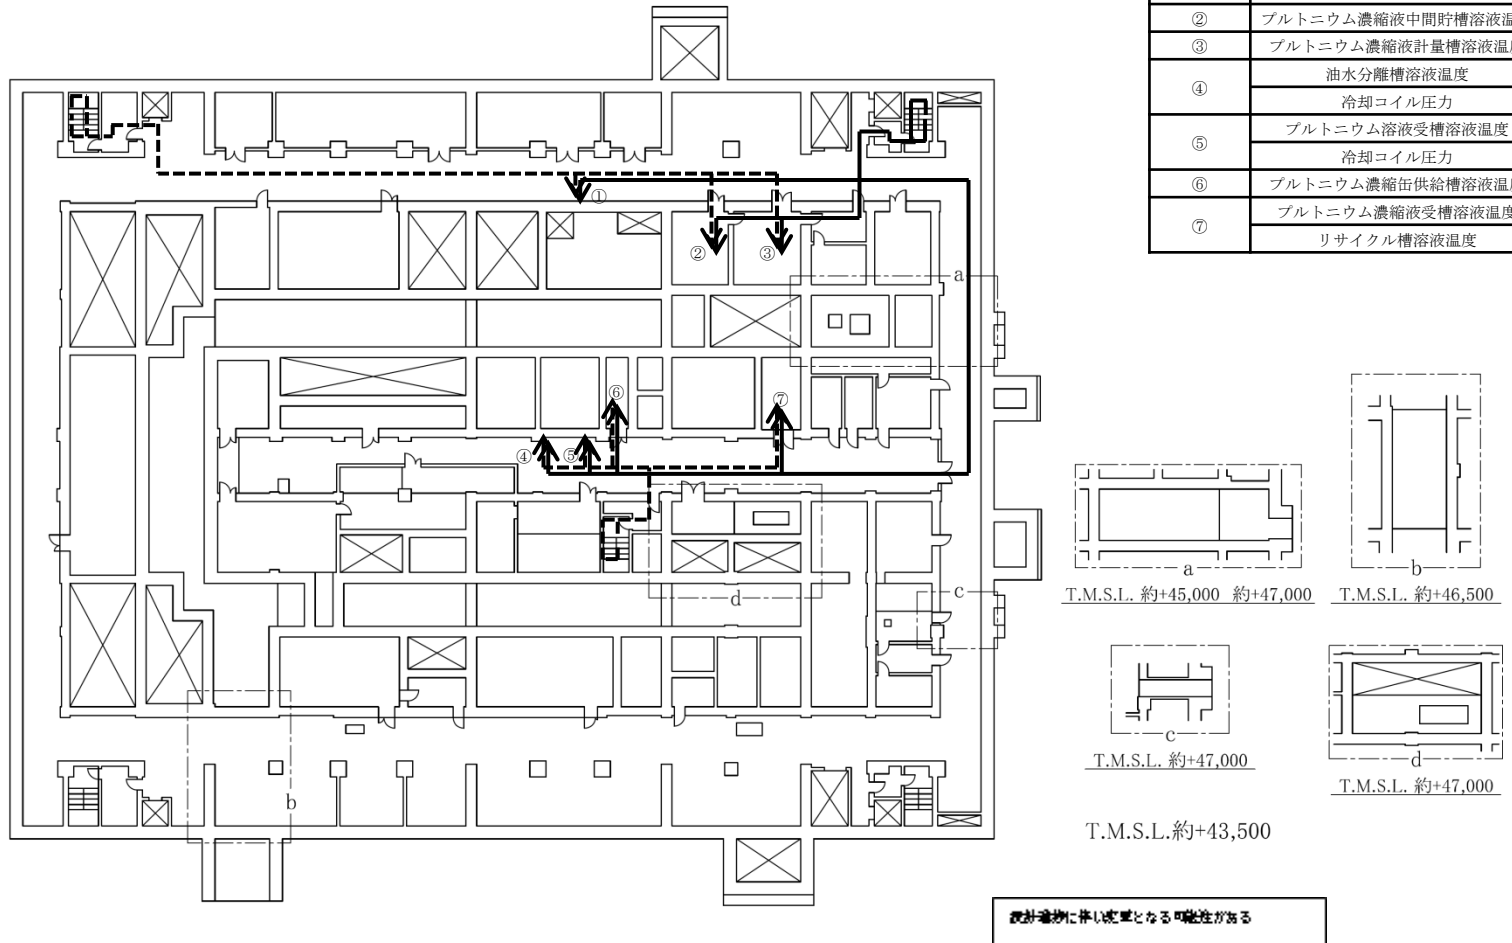 ②
プルトニウム濃縮液中間貯槽溶液温
③
プルトニウム濃縮液計量槽溶液温
④
油水分離槽溶液温度
冷却コイル圧力
⑤
プルトニウム溶液受槽溶液温度
冷却コイル圧力
⑥
プルトニウム濃縮缶供給槽溶液温
⑦
プルトニウム濃縮液受槽溶液温度
リサイクル槽溶液温度
①
②
③
a
⑥
⑦
④
⑤
d
c
b
a
T.M.S.L. 約+45,000 約+47,000
b
T.M.S.L. 約+46,500
c
T.M.S.L. 約+47,000
d
T.M.S.L. 約+47,000
T.M.S.L.約+43,500
設計進捗に伴い変更となる可能性がある